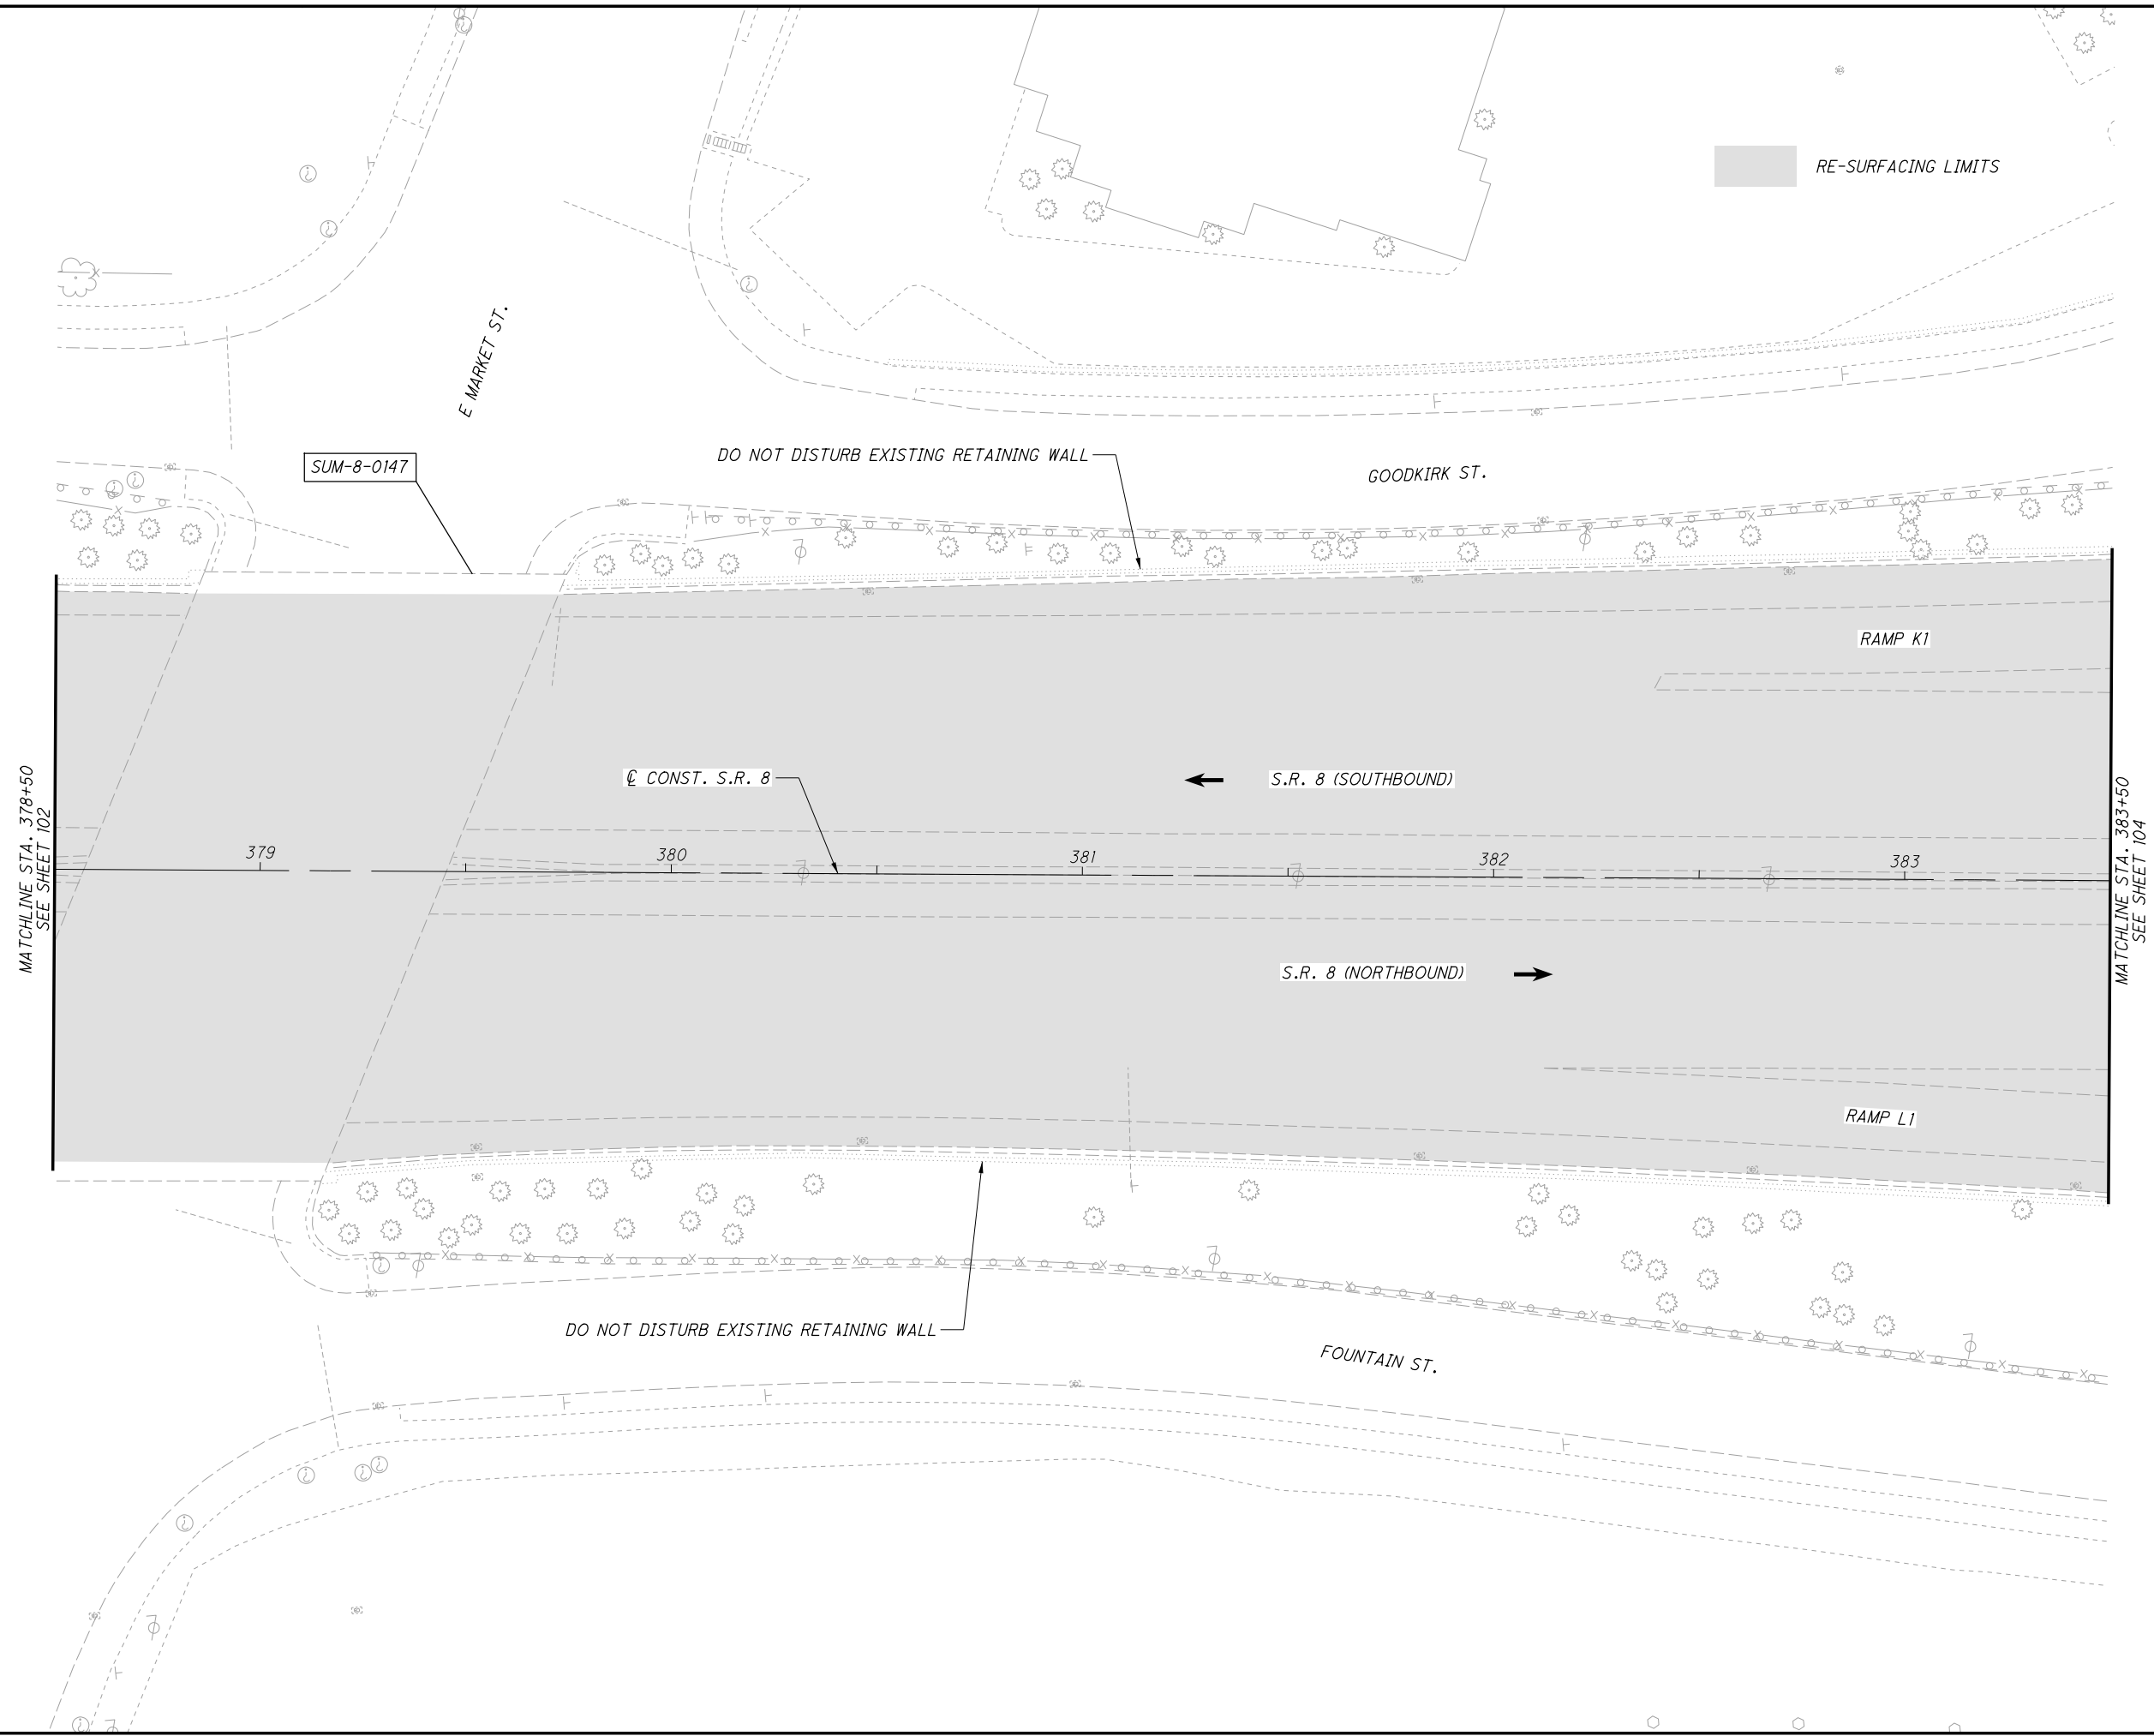 RE-SURFACING LIMITS
E MARKET ST.
SUM-8-0147
DO NOT DISTURB EXISTING RETAINING WALL
GOODKIRK ST.
RAMP K1
℄ CONST. S.R. 8
S.R. 8 (SOUTHBOUND)
MATCHLINE STA. 378+50
SEE SHEET 102
379
380
381
382
383
MATCHLINE STA. 383+50
SEE SHEET 104
S.R. 8 (NORTHBOUND)
RAMP L1
DO NOT DISTURB EXISTING RETAINING WALL
FOUNTAIN ST.